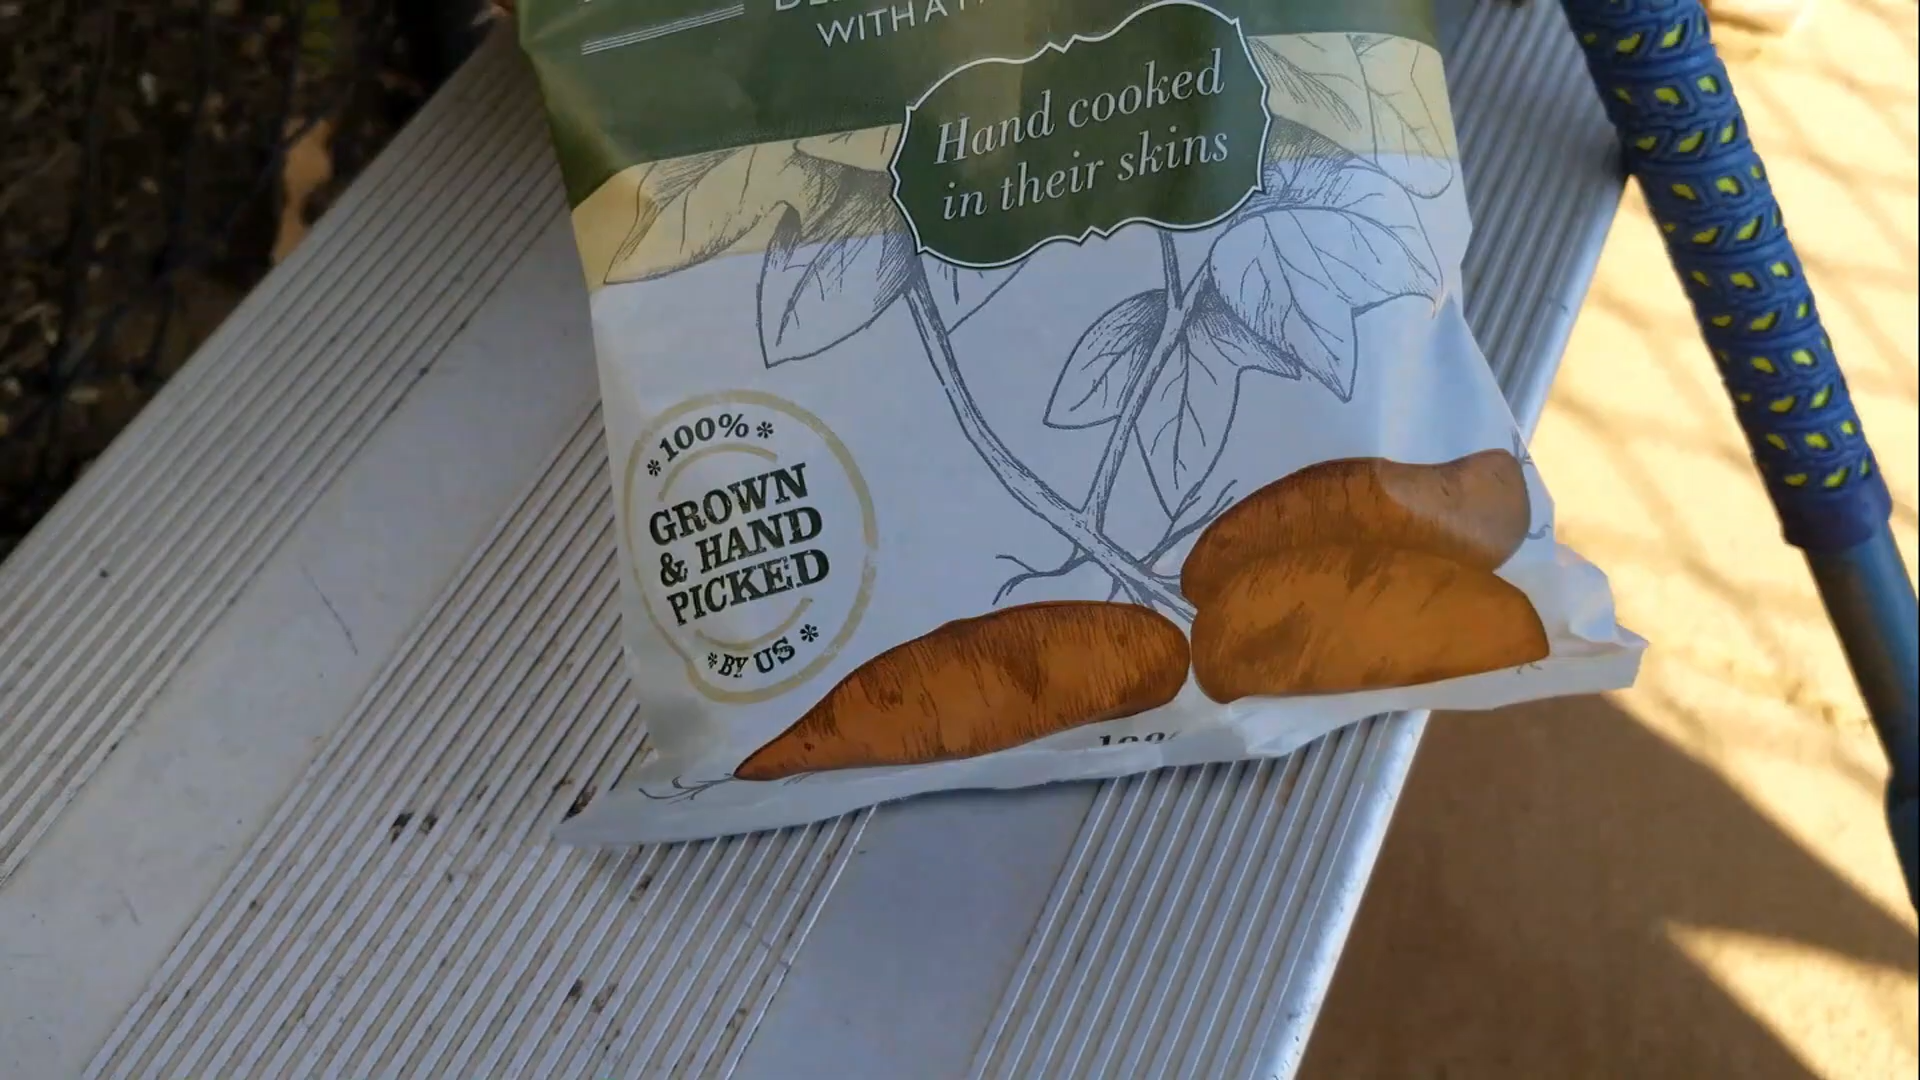 WITH A
Hand cooked
in their skins
*100%*
GROWN
& HAND
PICKED
*BY US*